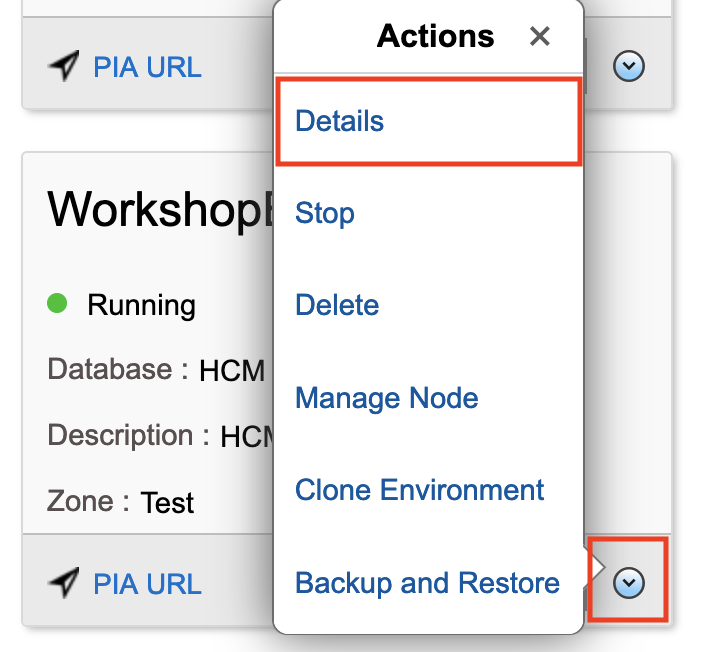 Actions
PIA URL
Details
Workshop
Stop
Running
Delete
Database : HCM
Manage Node
Description : HCM
Clone Environment
Zone : Test
PIA URL
Backup and Restore